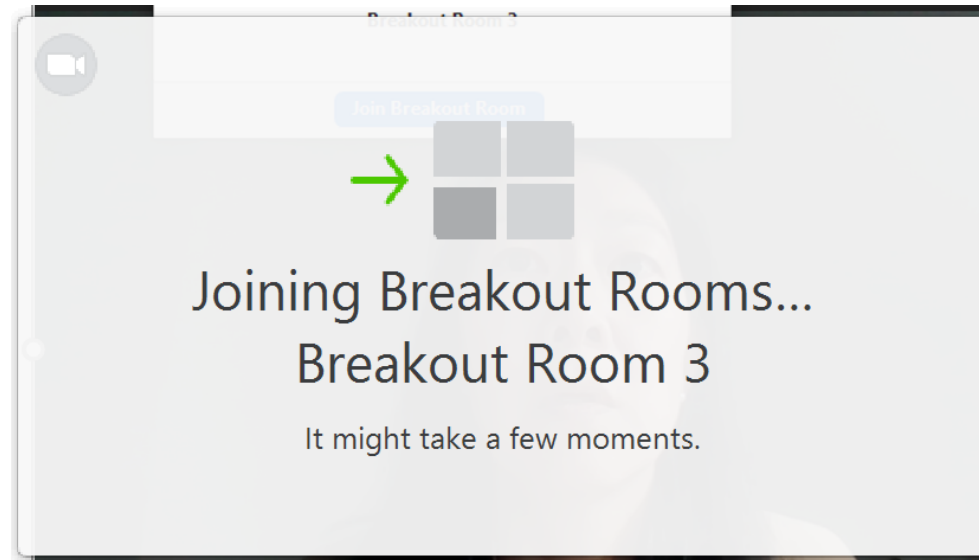 Breakout Room 3
Join Breakout Room
Joining Breakout Rooms...
Breakout Room 3
It might take a few moments.